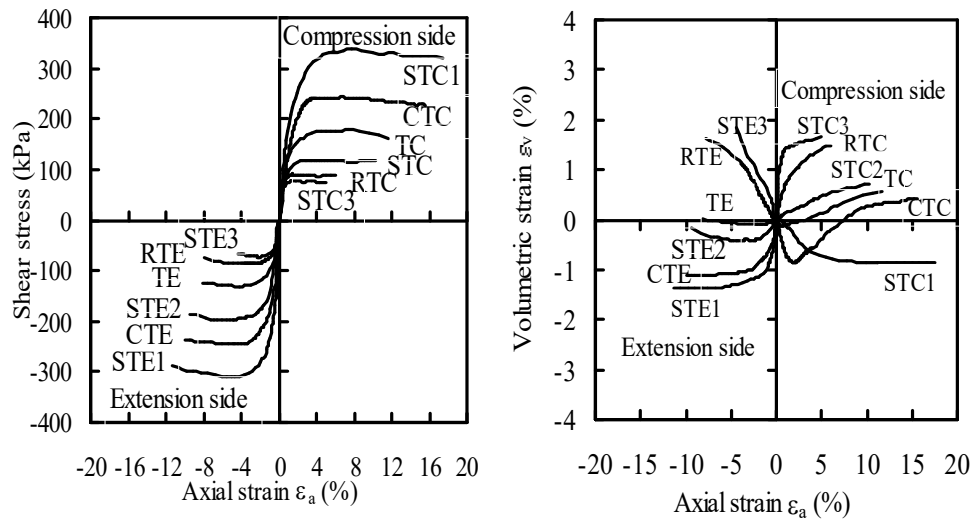 400
300
200
100
0
-100
-200
-300
-400
Shear stress (kPa)
Compression side
STC1
CTC
TC
STC
RTC
STC3
STE3
RTE
TE
STE2
CTE
STE1
Extension side
-20 -16 -12 -8 -4 0 4 8 12 16 20
Axial strain εa (%)
4
3
2
1
0
-1
-2
-3
-4
Volumetric strain εv (%)
Compression side
STE3
STC3
RTE
RTC
STC2
TC
TE
CTC
STE2
CTE
STC1
STE1
Extension side
-20 -15 -10 -5 0 5 10 15 20
Axial strain εa (%)